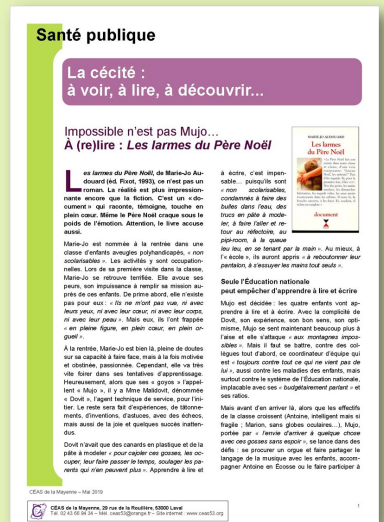 Santé publique
La cécité :
à voir, à lire, à découvrir...
Impossible n'est pas Mujo...
À (re)lire : Les larmes du Père Noël
Les larmes du Père Noël, de Marie-Jo Au-
douard (éd. Fixot, 1993), ce n'est pas un
roman. La réalité est plus impression-
nante encore que la fiction. C'est un « do-
cument » qui raconte, témoigne, touche en
plein cœur. Même le Père Noël craque sous le
poids de l'émotion. Attention, le livre accuse
aussi.
Marie-Jo est nommée à la rentrée dans une
classe d'enfants aveugles polyhandicapés, « non
scolarisables ». Les activités y sont occupation-
nelles. Lors de sa première visite dans la classe,
Marie-Jo se retrouve terrifiée. Elle avoue ses
peurs, son impuissance à remplir sa mission au-
près de ces enfants. De prime abord, elle n'existe
pas pour eux : « Ils ne m'ont pas vue, ni avec
leurs yeux, ni avec leur cœur, ni avec leur corps,
ni avec leur peau ». Mais eux, ils l'ont frappée
« en pleine figure, en plein cœur, en plein or-
gueil ».
À la rentrée, Marie-Jo est bien là, pleine de doutes
sur sa capacité à faire face, mais à la fois motivée
et obstinée, passionnée. Cependant, elle va très
vite foirer dans ses tentatives d'apprentissage.
Heureusement, alors que ses « goyos » l'appel-
lent « Mujo », il y a Mme Malidovit, dénommée
« Dovit », l'agent technique de service, pour l'ini-
tier. Le reste sera fait d'expériences, de tâtonne-
ments, d'inventions, d'astuces, avec des échecs,
mais aussi de la joie et quelques succès inatten-
dus.
Dovit n'avait que des canards en plastique et de la
pâte à modeler « pour cajoler ces gosses, les oc-
cuper, leur faire passer le temps, soulager les pa-
rents qui n'en peuvent plus ». Apprendre à lire et
MARIE-JO AUDOUARD
Les larmes
du Père Noël
document
à écrire, c'est impen-
sable... puisqu'ils sont
« non scolarisables,
condamnés à faire des
bulles dans l'eau, des
trucs en pâte à mode-
ler, à faire l'aller et re-
tour au réfectoire, au
pipi-room, à la queue
leu leu, en se tenant par la main ». Au mieux, à
l'« école », ils auront appris « à reboutonner leur
pantalon, à s'essuyer les mains tout seuls ».
Seule l'Éducation nationale
peut empêcher d'apprendre à lire et écrire
Mujo est décidée : les quatre enfants vont ap-
prendre à lire et à écrire. Avec la complicité de
Dovit, son expérience, son bon sens, son opti-
misme, Mujo se sent maintenant beaucoup plus à
l'aise et elle s'attaque « aux montagnes impos-
sibles ». Mais il faut se battre, contre des col-
lègues tout d'abord, ce coordinateur d'équipe qui
est « toujours contre tout ce qui ne vient pas de
lui », aussi contre les maladies des enfants, mais
surtout contre le système de l'Éducation nationale,
implacable avec ses « budgétairement parlant » et
ses ratios.
Mais avant d'en arriver là, alors que les effectifs
de la classe croissent (Antoine, intelligent mais si
fragile ; Marion, sans globes oculaires...), Mujo,
portée par « l'envie d'arriver à quelque chose
avec ces gosses sans espoir », se lance dans des
défis : se procurer un orgue et faire partager le
langage de la musique avec les enfants, accom-
pagner Antoine en Écosse ou le faire participer à
CÉAS de la Mayenne – Mai 2019
CÉAS de la Mayenne, 29 rue de la Rouillère, 53000 Laval
Tél. 02 43 66 94 34 – Mél. ceas53@orange.fr – Site internet : www.ceas53.org
1